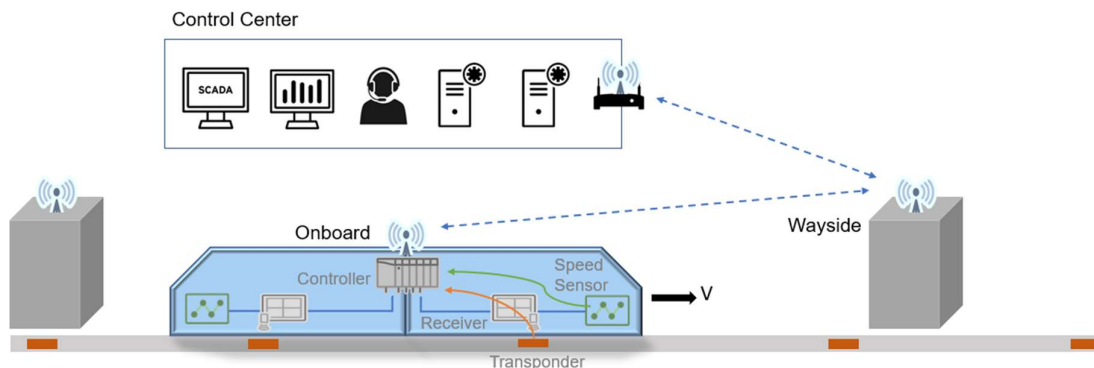 Control Center
SCADA
Onboard
Wayside
Controller
Speed
Sensor
V
Receiver
Transponder